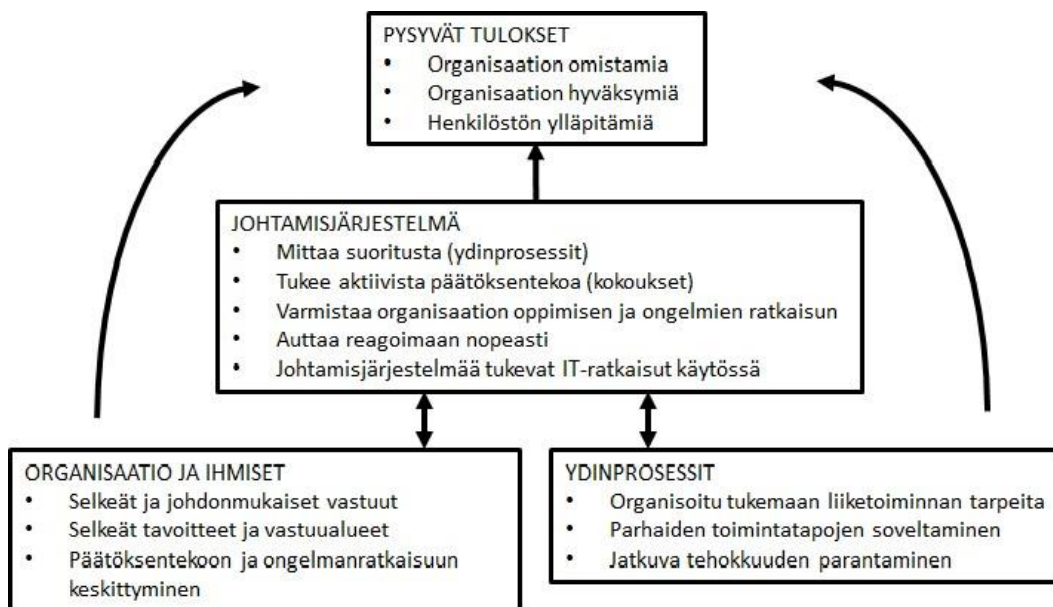 PYSYVÄT TULOKSET
• Organisaation omistamia
• Organisaation hyväksymiä
• Henkilöstön ylläpitämiä
JOHTAMISJÄRJESTELMÄ
• Mittaa suoritusta (ydinprosessit)
• Tukee aktiivista päätöksentekoa (kokoukset)
• Varmistaa organisaation oppimisen ja ongelmien ratkaisun
• Auttaa reagoimaan nopeasti
• Johtamisjärjestelmää tukevat IT-ratkaisut käytössä
ORGANISAATIO JA IHMISET
• Selkeät ja johdonmukaiset vastuut
• Selkeät tavoitteet ja vastuualueet
• Päätöksentekoon ja ongelmanratkaisuun
keskittyminen
YDINPROSESSIT
• Organisoitu tukemaan liiketoiminnan tarpeita
• Parhaiden toimintatapojen soveltaminen
• Jatkuva tehokkuuden parantaminen